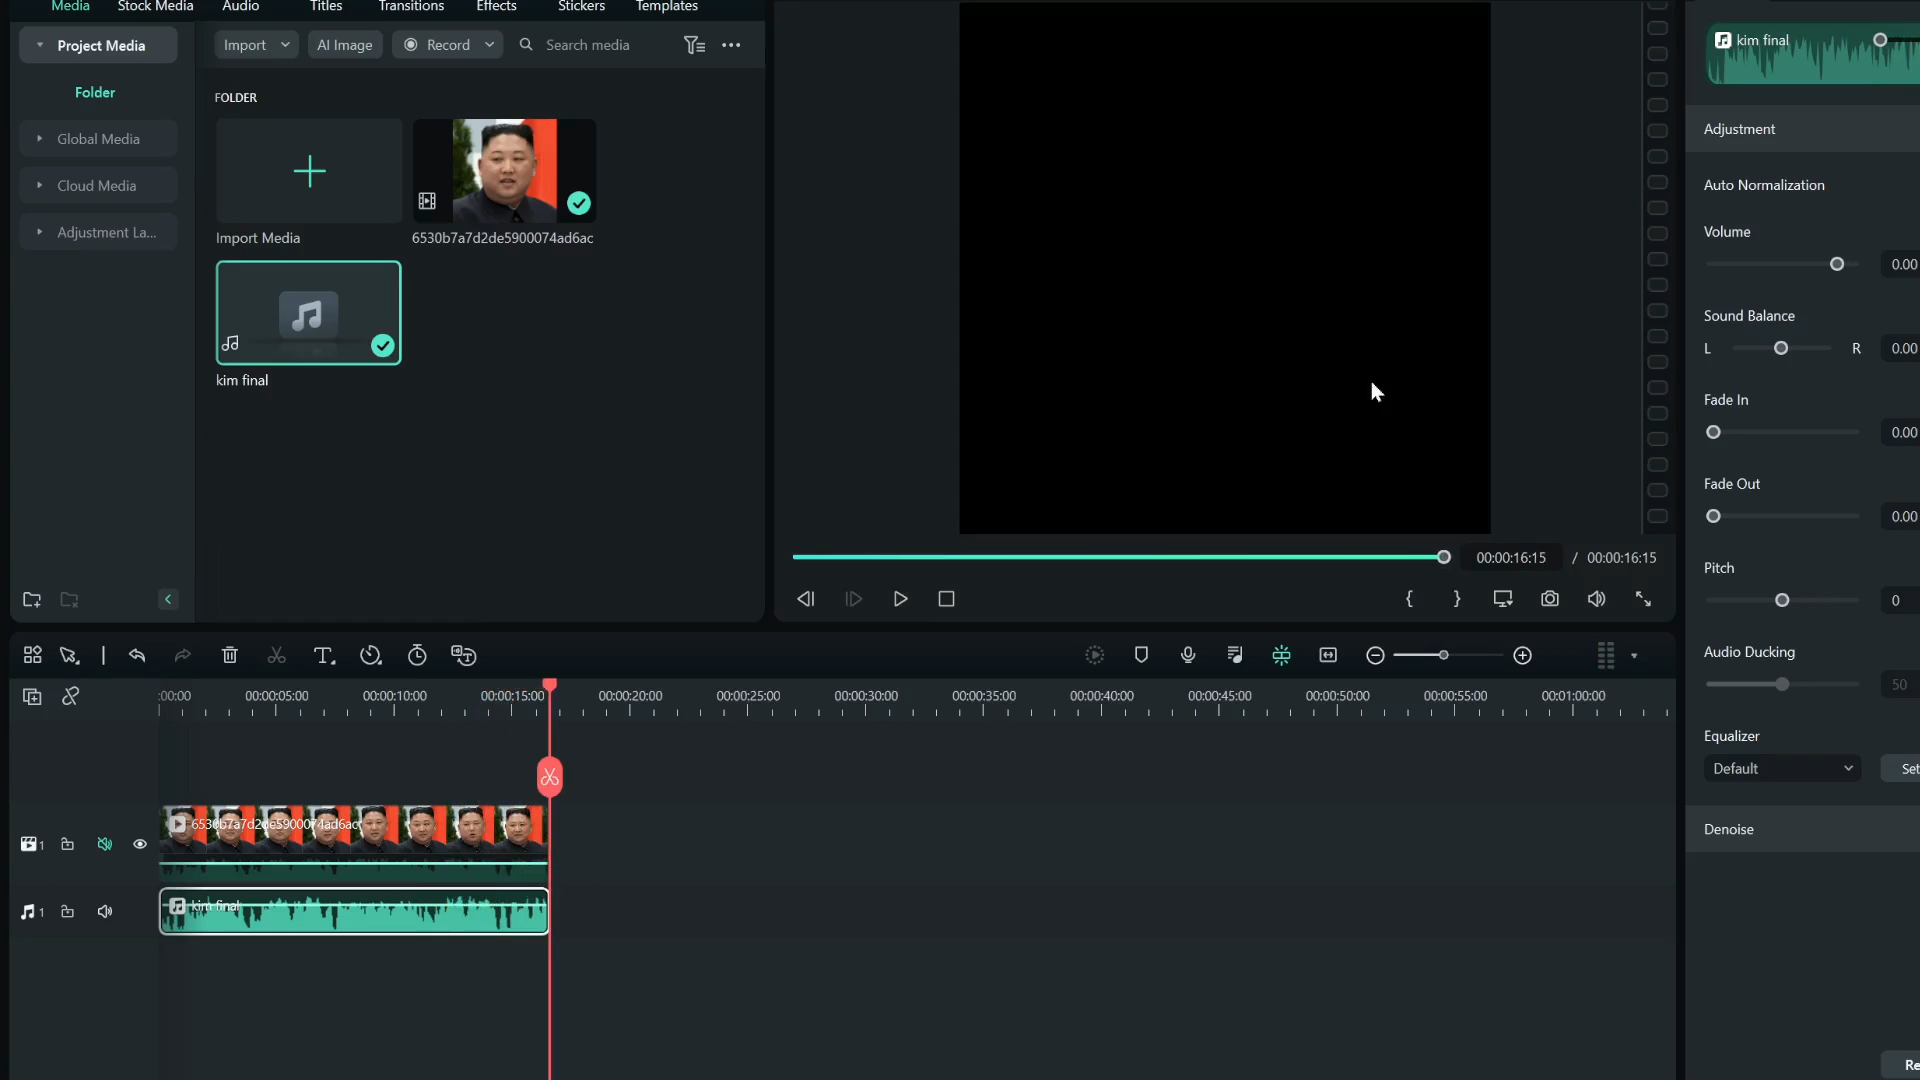 Media Stock Media Audio Titles Transitions Effects Stickers Templates
Project Media
Folder
Global Media
Cloud Media
Adjustment La...
Import AI Image Record Search media
FOLDER
Import Media
6530b7a7d2de5900074ad6ac
kim final
00:00:16:15 / 00:00:16:15
kim final
Adjustment
Auto Normalization
Volume
0.00
Sound Balance
L R 0.00
Fade In
0.00
Fade Out
0.00
Pitch
0
Audio Ducking
50
Equalizer
Default Set
Denoise
Re
:00:00 00:00:05:00 00:00:10:00 00:00:15:00 00:00:20:00 00:00:25:00 00:00:30:00 00:00:35:00 00:00:40:00 00:00:45:00 00:00:50:00 00:00:55:00 00:01:00:00
6530b7a7d2de5900074ad6ac
1
kim final
1